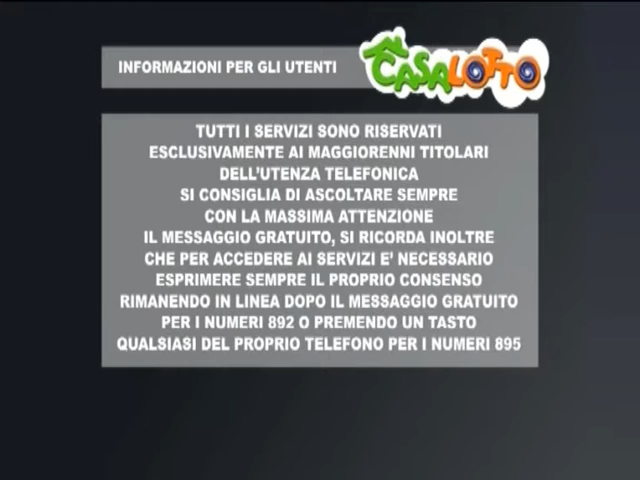 INFORMAZIONI PER GLI UTENTI
CASALOTTO
TUTTI I SERVIZI SONO RISERVATI
ESCLUSIVAMENTE AI MAGGIORENNI TITOLARI
DELL'UTENZA TELEFONICA
SI CONSIGLIA DI ASCOLTARE SEMPRE
CON LA MASSIMA ATTENZIONE
IL MESSAGGIO GRATUITO, SI RICORDA INOLTRE
CHE PER ACCEDERE AI SERVIZI E' NECESSARIO
ESPRIMERE SEMPRE IL PROPRIO CONSENSO
RIMANENDO IN LINEA DOPO IL MESSAGGIO GRATUITO
PER I NUMERI 892 O PREMENDO UN TASTO
QUALSIASI DEL PROPRIO TELEFONO PER I NUMERI 895